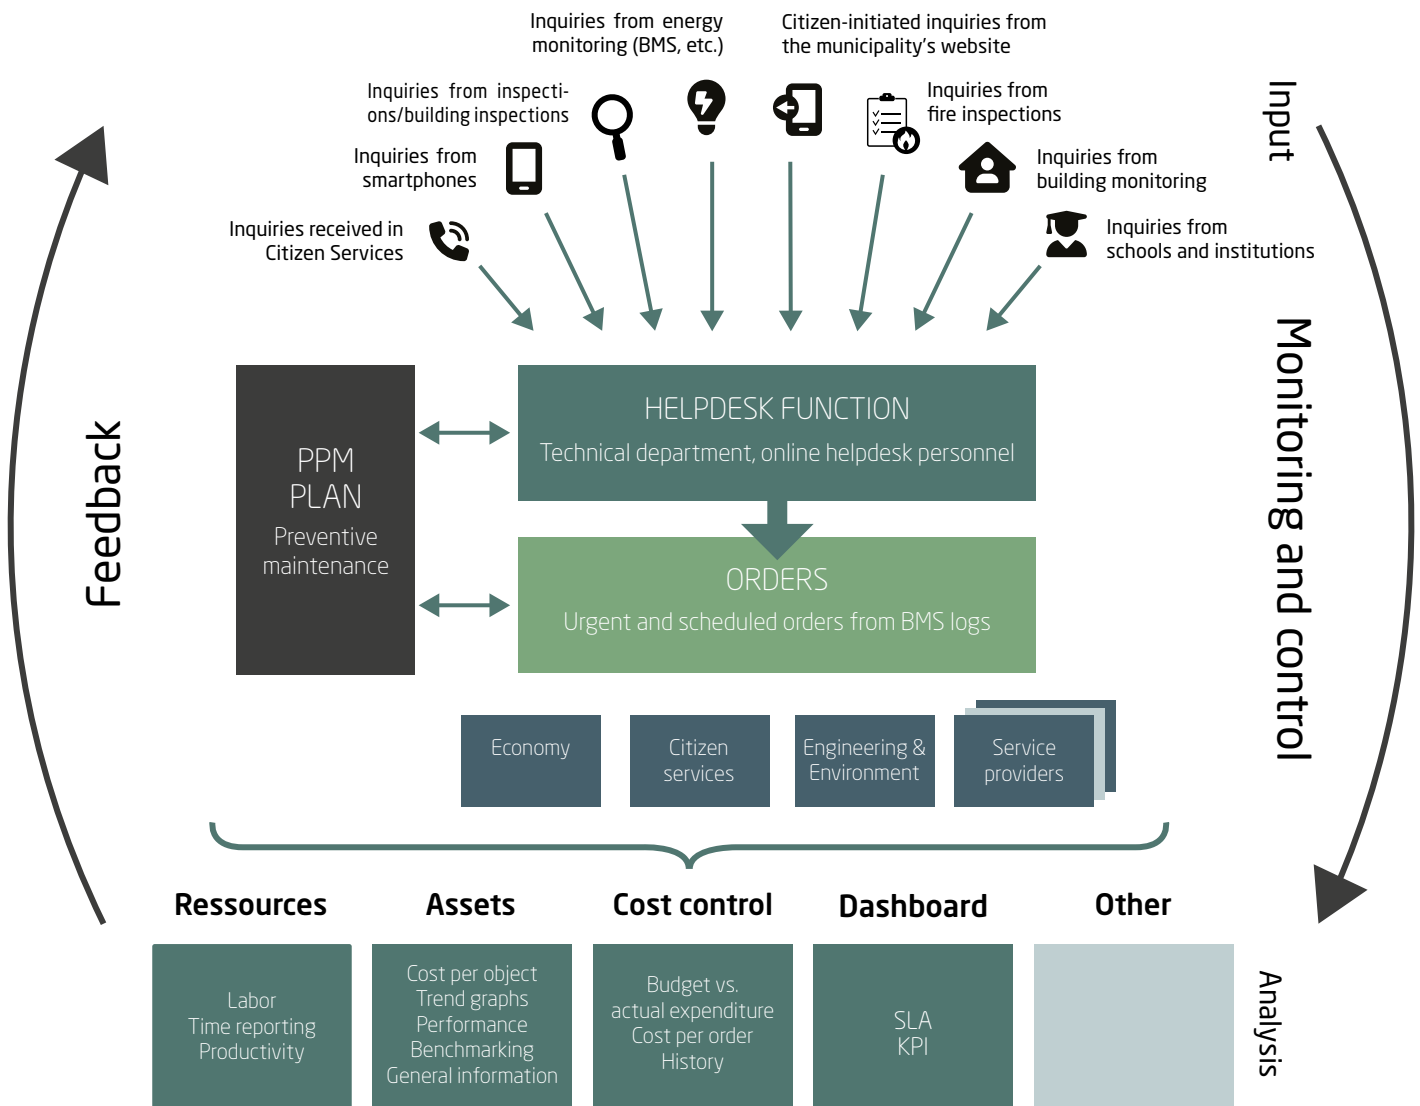 Inquiries from energy
monitoring (BMS, etc.)
Citizen-initiated inquiries from
the municipality's website
Inquiries from inspecti-
ons/building inspections
Inquiries from
fire inspections
Input
Inquiries from
smartphones
Inquiries from
building monitoring
Inquiries received in
Citizen Services
Inquiries from
schools and institutions
Feedback
Monitoring and control
PPM
PLAN
Preventive
maintenance
HELPDESK FUNCTION
Technical department, online helpdesk personnel
ORDERS
Urgent and scheduled orders from BMS logs
Economy
Citizen
services
Engineering &
Environment
Service
providers
Ressources
Assets
Cost control
Dashboard
Other
Labor
Time reporting
Productivity
Cost per object
Trend graphs
Performance
Benchmarking
General information
Budget vs.
actual expenditure
Cost per order
History
SLA
KPI
Analysis